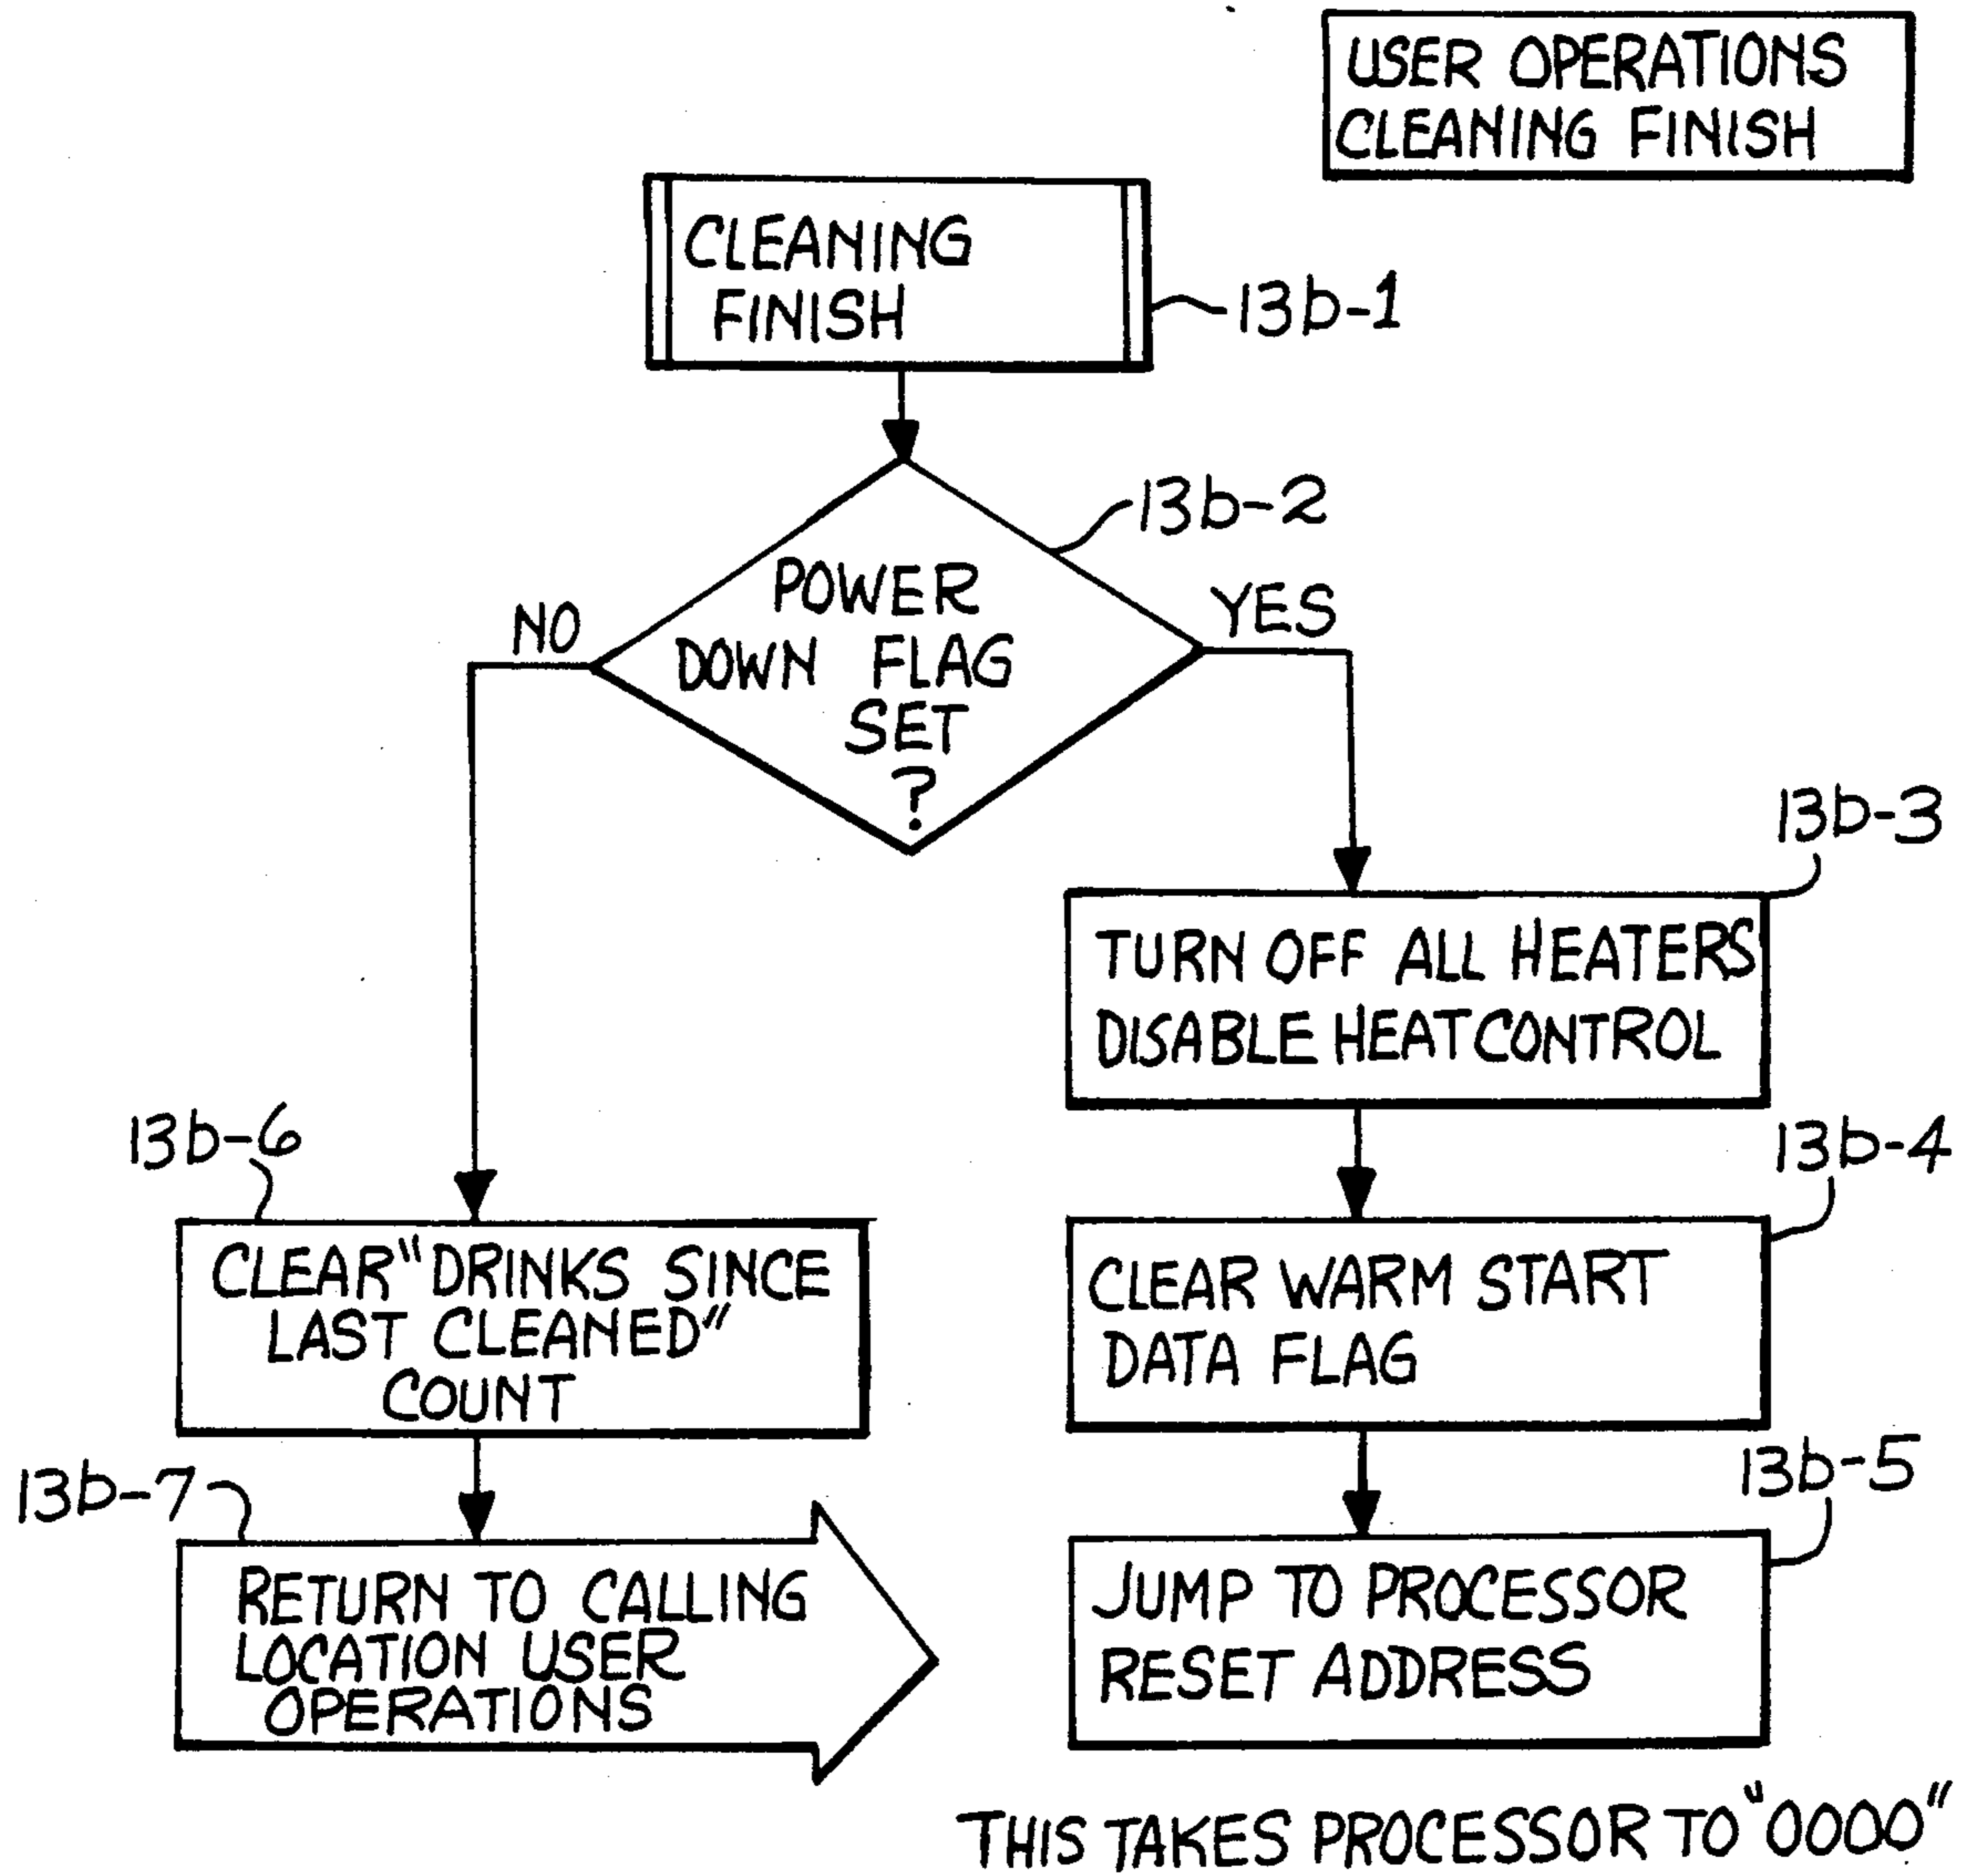 USER OPERATIONS
CLEANING FINISH
CLEANING
FINISH
13b-1
13b-2
POWER
DOWN FLAG
SET
?
NO
YES
13b-3
TURN OFF ALL HEATERS
DISABLE HEAT CONTROL
13b-6
CLEAR "DRINKS SINCE
LAST CLEANED"
COUNT
13b-4
CLEAR WARM START
DATA FLAG
13b-7
RETURN TO CALLING
LOCATION USER
OPERATIONS
13b-5
JUMP TO PROCESSOR
RESET ADDRESS
THIS TAKES PROCESSOR TO "0000"